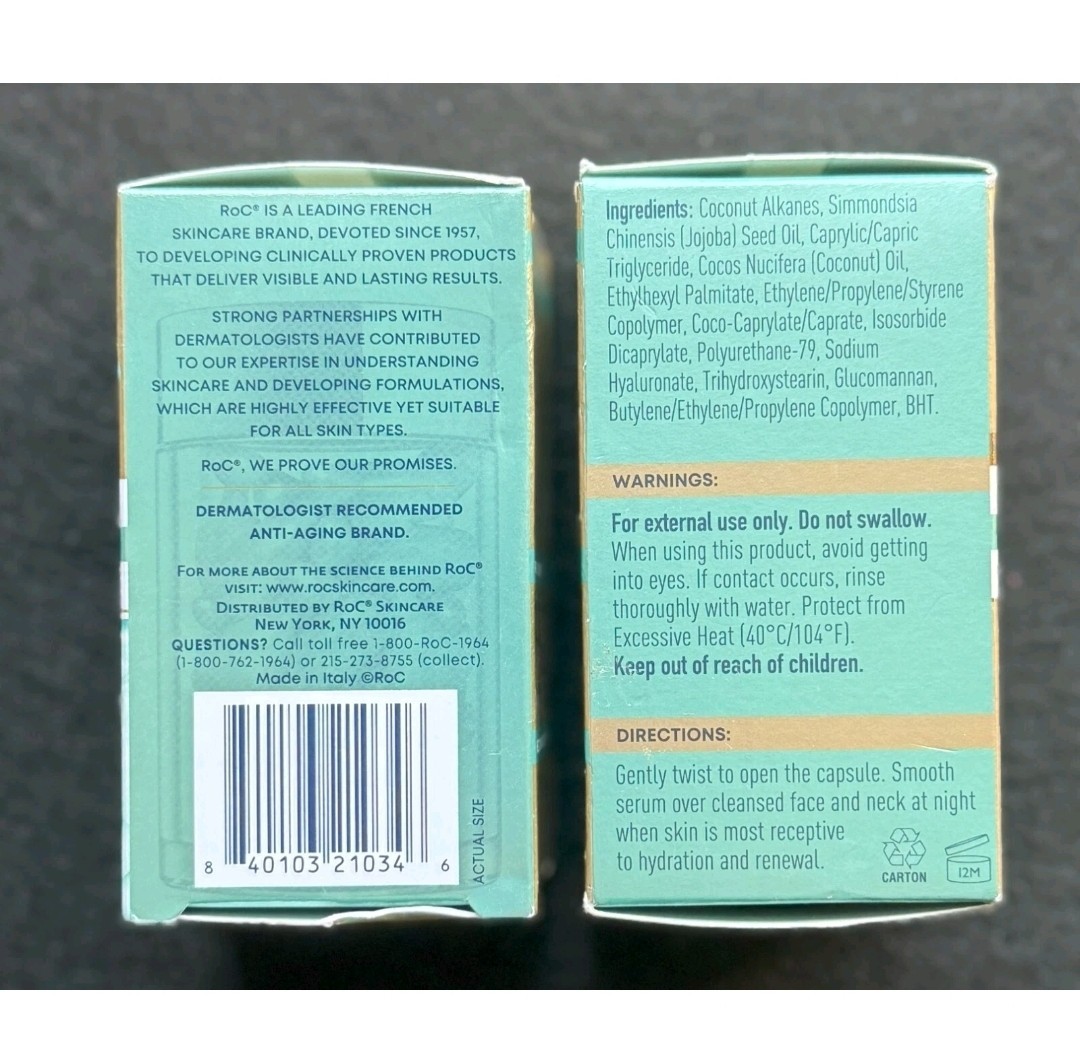 RoC® IS A LEADING FRENCH
SKINCARE BRAND, DEVOTED SINCE 1957,
TO DEVELOPING CLINICALLY PROVEN PRODUCTS
THAT DELIVER VISIBLE AND LASTING RESULTS.
STRONG PARTNERSHIPS WITH
DERMATOLOGISTS HAVE CONTRIBUTED
TO OUR EXPERTISE IN UNDERSTANDING
SKINCARE AND DEVELOPING FORMULATIONS,
WHICH ARE HIGHLY EFFECTIVE YET SUITABLE
FOR ALL SKIN TYPES.
RoC®, WE PROVE OUR PROMISES.
DERMATOLOGIST RECOMMENDED
ANTI-AGING BRAND.
FOR MORE ABOUT THE SCIENCE BEHIND RoC®
VISIT: www.rocskincare.com.
DISTRIBUTED BY RoC® SKINCARE
NEW YORK, NY 10016
QUESTIONS? Call toll free 1-800-RoC-1964
(1-800-762-1964) or 215-273-8755 (collect).
Made in Italy ©RoC
8 40103 21034 6
ACTUAL SIZE
Ingredients: Coconut Alkanes, Simmondsia
Chinensis (Jojoba) Seed Oil, Caprylic/Capric
Triglyceride, Cocos Nucifera (Coconut) Oil,
Ethylhexyl Palmitate, Ethylene/Propylene/Styrene
Copolymer, Coco-Caprylate/Caprate, Isosorbide
Dicaprylate, Polyurethane-79, Sodium
Hyaluronate, Trihydroxystearin, Glucomannan,
Butylene/Ethylene/Propylene Copolymer, BHT.
WARNINGS:
For external use only. Do not swallow.
When using this product, avoid getting
into eyes. If contact occurs, rinse
thoroughly with water. Protect from
Excessive Heat (40°C/104°F).
Keep out of reach of children.
DIRECTIONS:
Gently twist to open the capsule. Smooth
serum over cleansed face and neck at night
when skin is most receptive
to hydration and renewal.
CARTON
12M